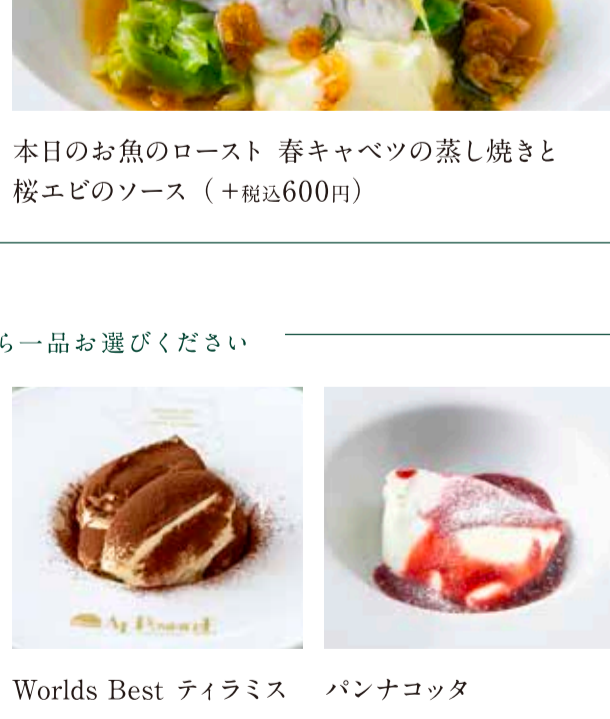 本日のお魚のロースト 春キャベツの蒸し焼きと
桜エビのソース（＋税込600円）
ら一品お選びください
Worlds Best ティラミス
パンナコッタ